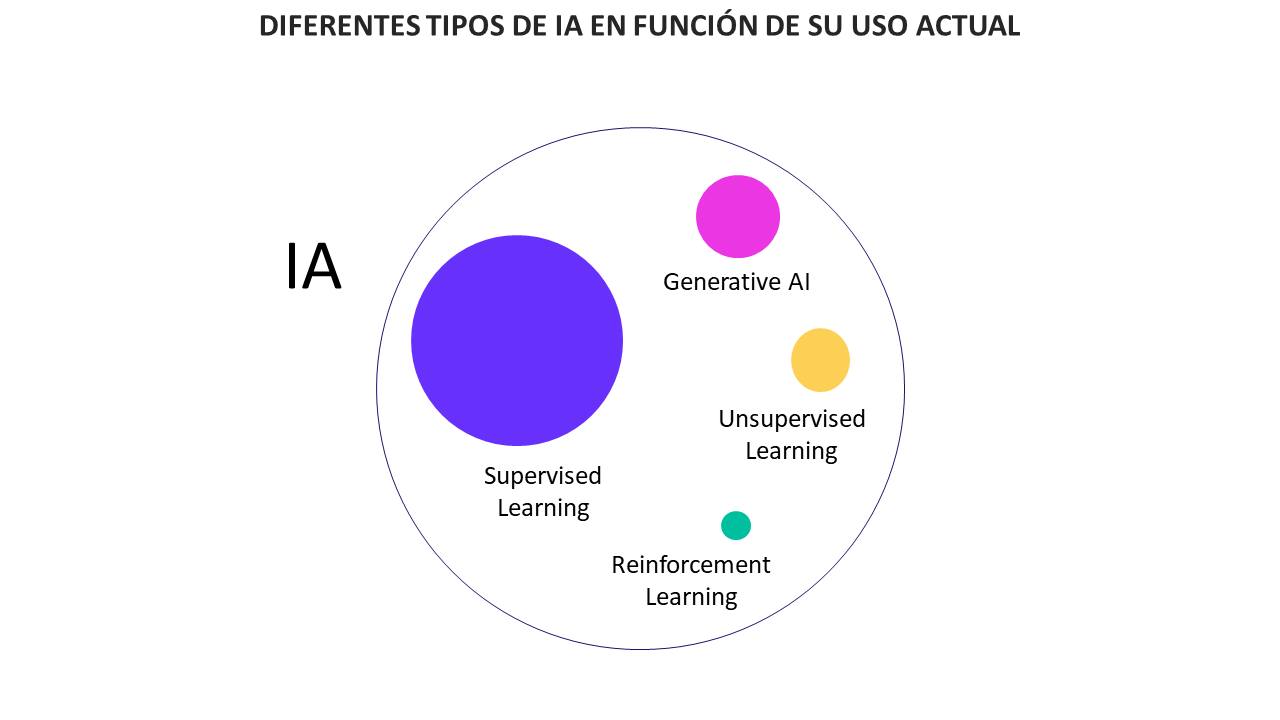 DIFERENTES TIPOS DE IA EN FUNCIÓN DE SU USO ACTUAL
IA
Generative AI
Supervised
Learning
Unsupervised
Learning
Reinforcement
Learning